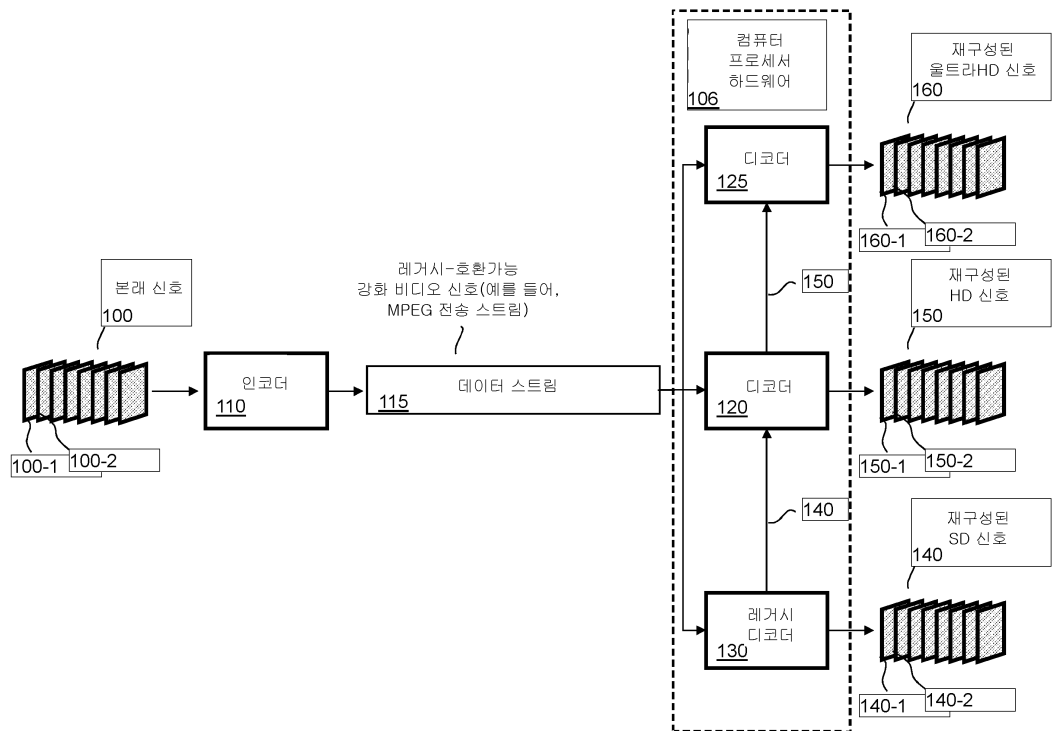 컴퓨터
프로세서
하드웨어
106
재구성된
울트라HD 신호
160
디코더
125
160-1
160-2
레거시-호환가능
강화 비디오 신호(예를 들어,
MPEG 전송 스트림)
본래 신호
100
150
재구성된
HD 신호
150
인코더
110
데이터 스트림
115
디코더
120
100-1
100-2
150-1
150-2
140
재구성된
SD 신호
140
레거시
디코더
130
140-1
140-2